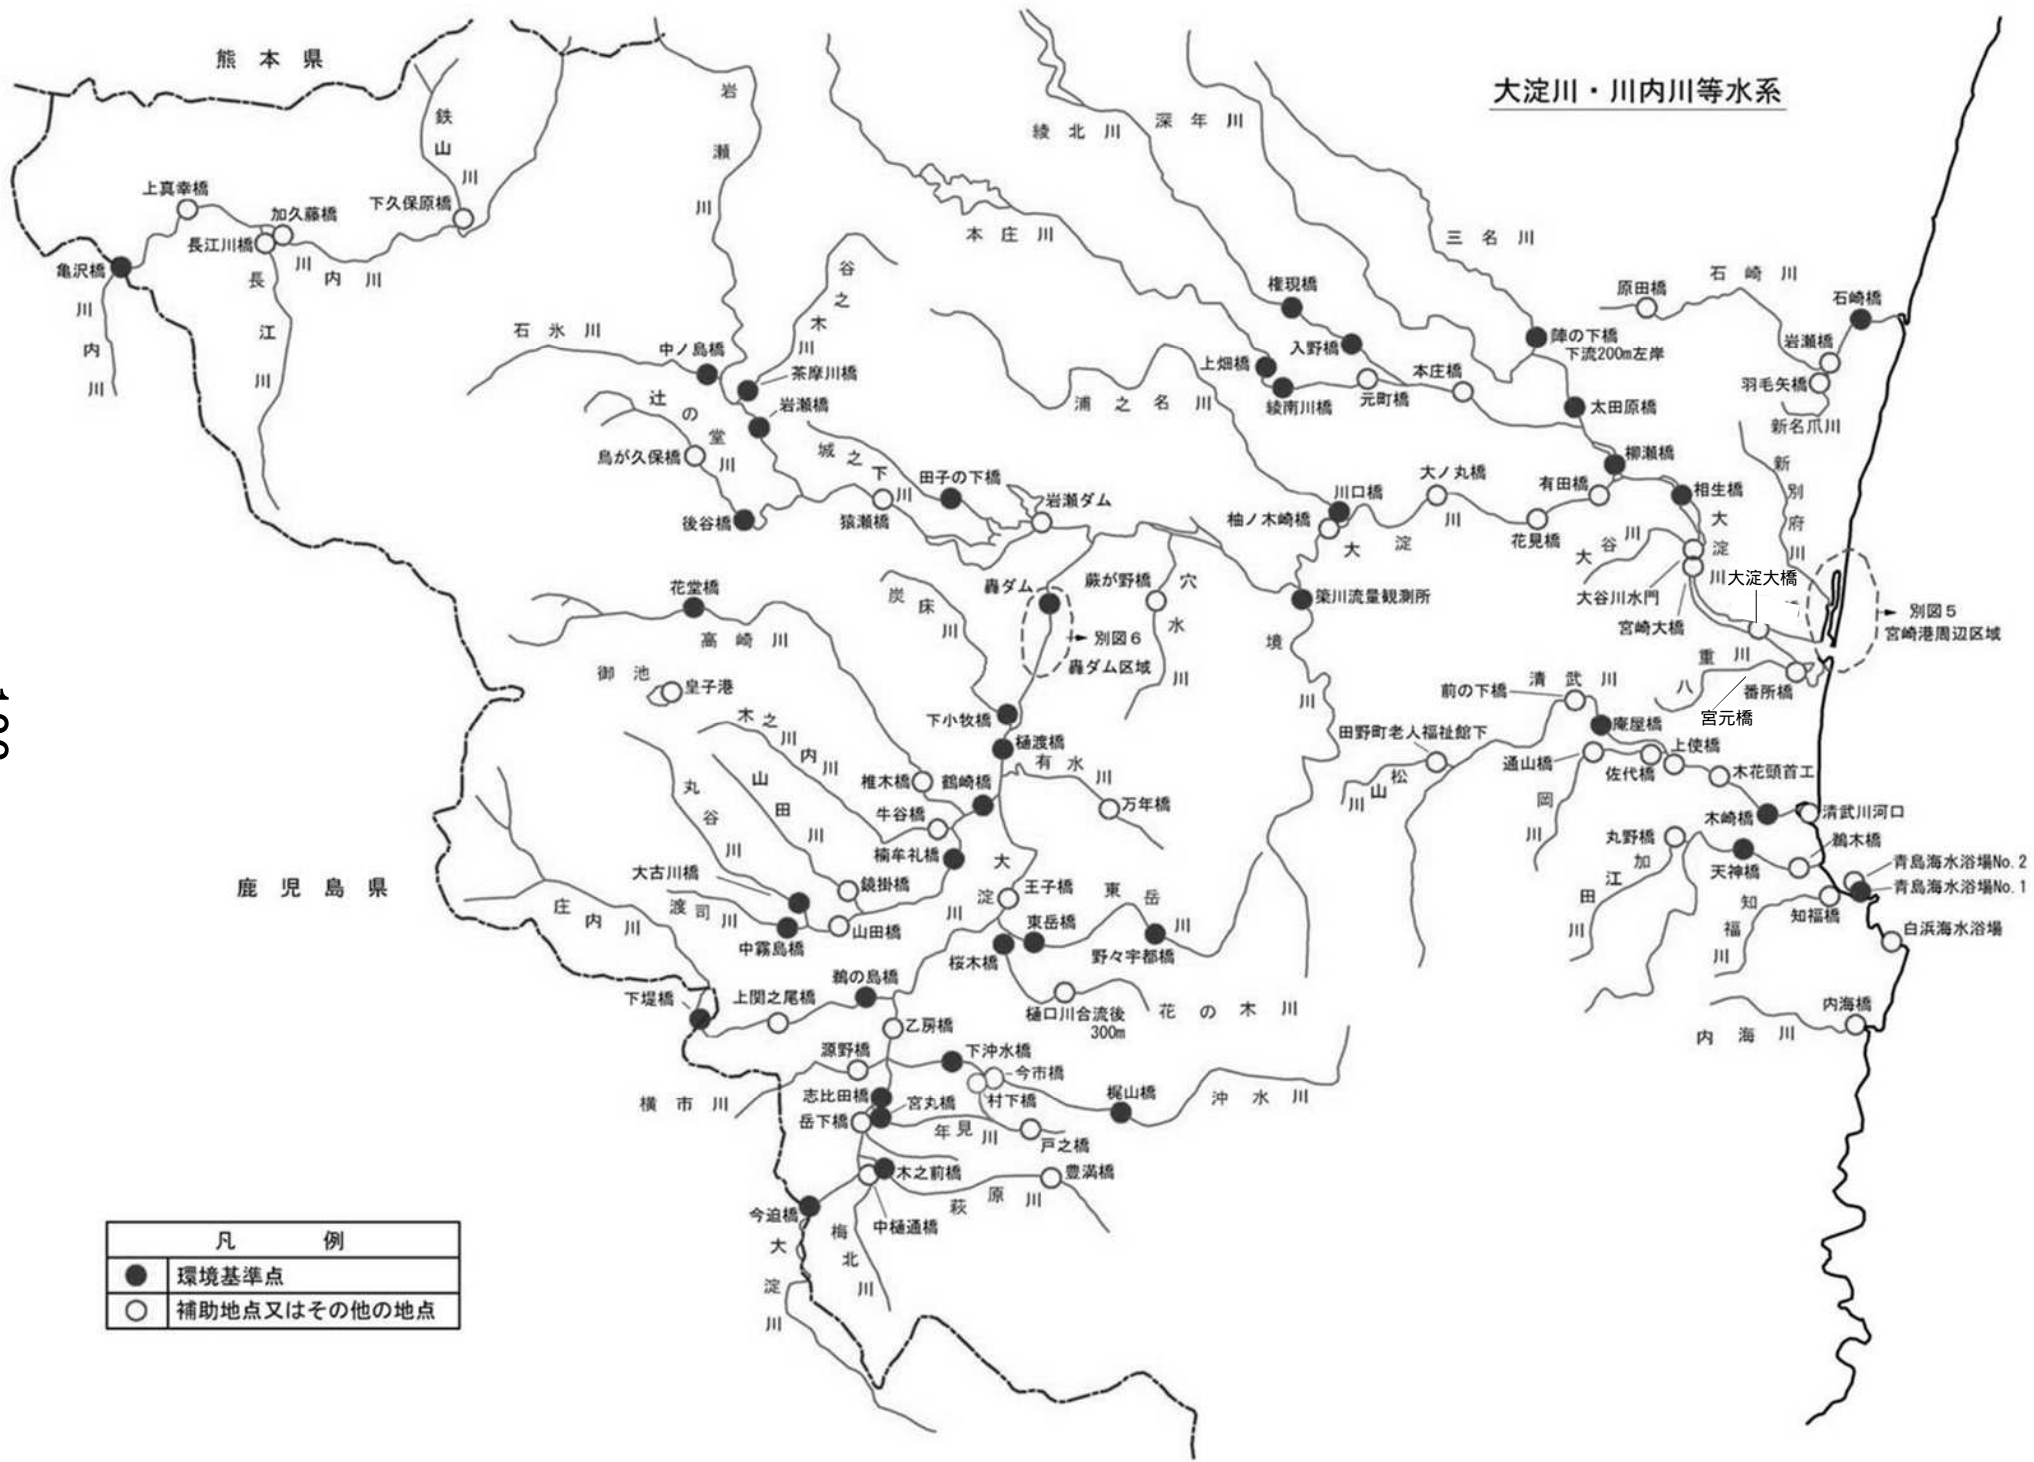 大淀川・川内川等水系
熊本県
鉄山川
岩瀬川
綾北川
深年川
上真幸橋
加久藤橋
下久保原橋
長江川橋
亀沢橋
川内川
川内川
長江川
本庄川
三名川
谷之木川
権現橋
原田橋
石崎川
石崎橋
石氷川
中ノ島橋
茶摩川橋
岩瀬橋
入野橋
陣の下橋
下流200m左岸
岩瀬橋
上畑橋
本庄橋
羽毛矢橋
綾南川橋
元町橋
太田原橋
新名爪川
辻の堂川
浦之名川
城之下川
烏が久保橋
田子の下橋
岩瀬ダム
柳瀬橋
新別府川
後谷橋
猿瀬橋
川口橋
大ノ丸橋
有田橋
相生橋
柚ノ木崎橋
大淀川
花見橋
大谷川
大淀川
大淀大橋
花堂橋
炭床川
轟ダム
蕨が野橋
穴水川
築川流量観測所
大谷川水門
宮崎大橋
別図5
宮崎港周辺区域
高崎川
別図6
轟ダム区域
境川
御池
皇子港
清武川
前の下橋
八重川
番所橋
宮元橋
下小牧橋
木之川内川
樋渡橋
田野町老人福祉館下
庵屋橋
上使橋
有水川
通山橋
佐代橋
木花頭首工
丸谷川
山田川
椎木橋
鶴崎橋
万年橋
松山川
岡川
木崎橋
清武川河口
牛谷橋
楠牟礼橋
丸野橋
鵜木橋
加江田川
天神橋
青島海水浴場No.2
青島海水浴場No.1
鹿児島県
大古川橋
鏡掛橋
大淀川
王子橋
東岳川
渡司川
知福川
知福橋
庄内川
中霧島橋
山田橋
東岳橋
桜木橋
野々宇都橋
白浜海水浴場
下堤橋
上関之尾橋
鵜の島橋
樋口川合流後
300m
花の木川
内海橋
内海川
乙房橋
源野橋
下沖水橋
今市橋
横市川
志比田橋
宮丸橋
村下橋
梶山橋
沖水川
岳下橋
年見川
戸之橋
木之前橋
豊満橋
萩原川
今迫橋
中樋通橋
梅北川
大淀川
凡例
環境基準点
補助地点又はその他の地点